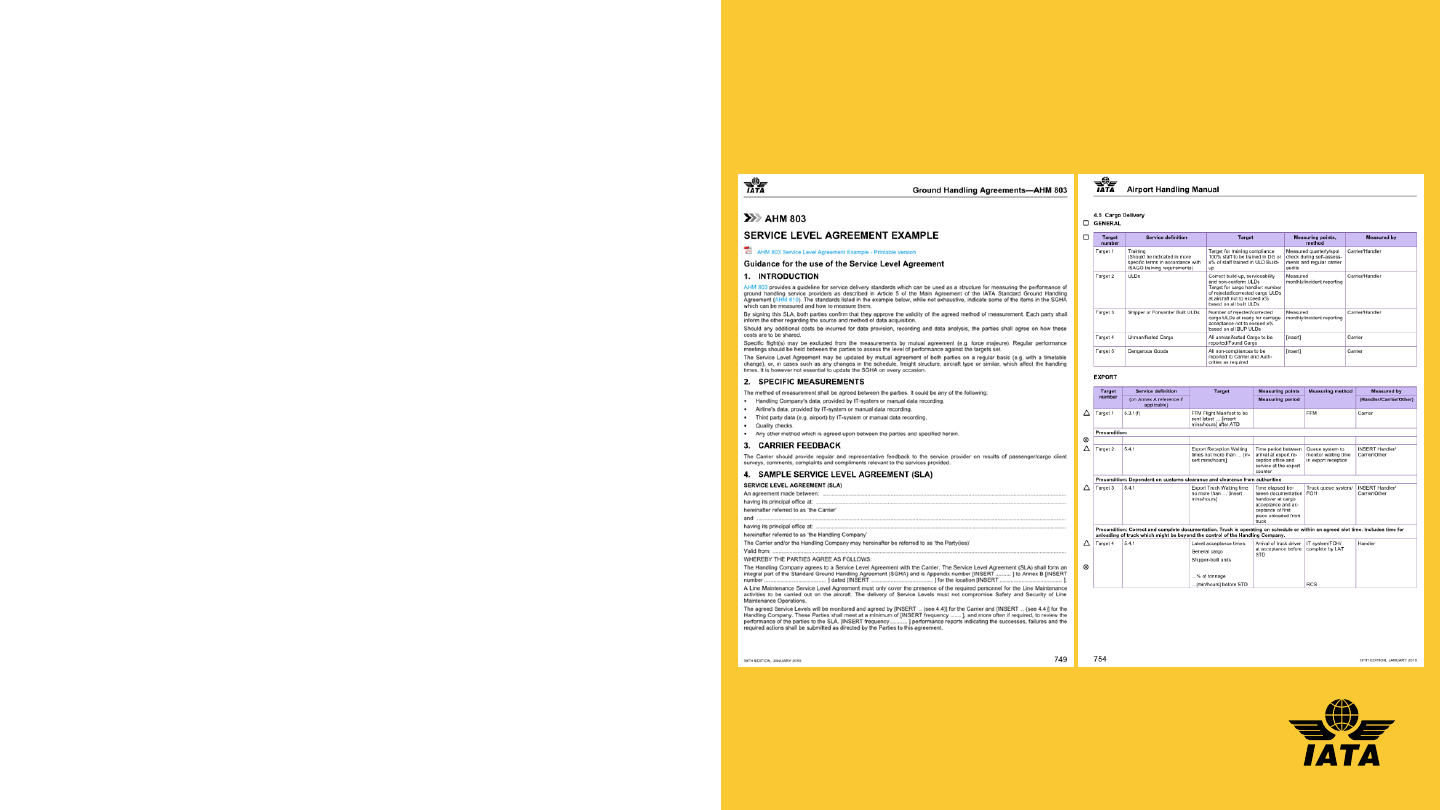 IATA
Ground Handling Agreements—AHM 803
AHM 803
SERVICE LEVEL AGREEMENT EXAMPLE
AHM 803 Service Level Agreement Example - Printable version
Guidance for the use of the Service Level Agreement
1. INTRODUCTION
AHM 803 provides a guideline for service delivery standards which can be used as a structure for measuring the performance of
ground handling service providers as described in Article 5 of the Main Agreement of the IATA Standard Ground Handling
Agreement (AHM 810). The standards listed in the example below, while not exhaustive, indicate some of the items in the SGHA
which can be measured and how to measure them.
By signing this SLA, both parties confirm that they approve the validity of the agreed method of measurement. Each party shall
inform the other regarding the source and method of data acquisition.
Should any additional costs be incurred for data provision, recording and data analysis, the parties shall agree on how these
costs are to be shared.
Specific flight(s) may be excluded from the measurements by mutual agreement (e.g. force majeure). Regular performance
meetings should be held between the parties to assess the level of performance against the targets set.
The Service Level Agreement may be updated by mutual agreement of both parties on a regular basis (e.g. with a timetable
change), or, in cases such as any changes in the schedule, freight structure, aircraft type or similar, which affect the handling
times. It is however not essential to update the SGHA on every occasion.
2. SPECIFIC MEASUREMENTS
The method of measurement shall be agreed between the parties. It could be any of the following:
• Handling Company's data, provided by IT-system or manual data recording.
• Airline's data, provided by IT-system or manual data recording.
• Third party data (e.g. airport) by IT-system or manual data recording.
• Quality checks.
• Any other method which is agreed upon between the parties and specified herein.
3. CARRIER FEEDBACK
The Carrier should provide regular and representative feedback to the service provider on results of passenger/cargo client
surveys, comments, complaints and compliments relevant to the services provided.
4. SAMPLE SERVICE LEVEL AGREEMENT (SLA)
SERVICE LEVEL AGREEMENT (SLA)
An agreement made between:
having its principal office at:
hereinafter referred to as 'the Carrier'
and:
having its principal office at:
hereinafter referred to as 'the Handling Company'
The Carrier and/or the Handling Company may hereinafter be referred to as 'the Party(ies)'
Valid from:
WHEREBY THE PARTIES AGREE AS FOLLOWS:
The Handling Company agrees to a Service Level Agreement with the Carrier. The Service Level Agreement (SLA) shall form an
integral part of the Standard Ground Handling Agreement (SGHA) and is Appendix number [INSERT ......... ] to Annex B [INSERT
number ......... ] dated [INSERT ......... ] for the location [INSERT ......... ].
A Line Maintenance Service Level Agreement must only cover the presence of the required personnel for the Line Maintenance
activities to be carried out on the aircraft. The delivery of Service Levels must not compromise Safety and Security of Line
Maintenance Operations.
The agreed Service Levels will be monitored and agreed by [INSERT .. (see 4.4)] for the Carrier and [INSERT .. (see 4.4)] for the
Handling Company. These Parties shall meet at a minimum of [INSERT frequency ....... ], and more often if required, to review the
performance of the parties to the SLA. [INSERT frequency ......... ] performance reports indicating the successes, failures and the
required actions shall be submitted as directed by the Parties to this agreement.
749
IATA
Airport Handling Manual
4.5 Cargo Delivery
GENERAL
Target number Service definition Target Measuring points, method Measured by
Target 1 Training
(Should be indicated in more
specific terms in accordance with
ISAGO training requirements)
Target for training compliance
100% staff to be trained in DG or
x% of staff trained in ULD Build-
up
Measured quarterly/spot
check during self-assess-
ments and regular carrier
audits
Carrier/Handler
Target 2 ULDs
Correct build-up, serviceability
and non-conform ULDs
Target for cargo handler: number
of rejected/corrected cargo ULDs
at aircraft not to exceed x%
based on all built ULDs
Measured
monthly/incident reporting
Carrier/Handler
Target 3 Shipper or Forwarder Built ULDs
Number of rejected/corrected
cargo ULDs at ready for carriage
acceptance not to exceed x%
based on all BUP ULDs
Measured
monthly/incident reporting
Carrier/Handler
Target 4 Unmanifested Cargo
All unmanifested Cargo to be
reported/Found Cargo
[insert]
Carrier
Target 5 Dangerous Goods
All non-compliances to be
reported to Carrier and Auth-
orities as required
[insert]
Carrier
EXPORT
Target number Service definition Target Measuring points Measuring method Measured by
(on Annex A reference if applicable) Measuring period (Handler/Carrier/Other)
Target 1 5.3.1(f)
FFM Flight Manifest to be
sent latest ... [insert
mins/hours] after ATD
FFM
Carrier
Precondition:
Target 2 5.4.1
Export Reception Waiting
times not more than ... [in-
sert mins/hours]
Time period between
arrival at export re-
ception office and
service at the export
counter
Queue system to
monitor waiting time
in export reception
INSERT Handler/
Carrier/Other
Precondition: Dependent on customs clearance and clearance from authorities
Target 3 5.4.1
Export Truck Waiting time
no more than ... [insert
mins/hours]
Time elapsed be-
tween documentation
handover at cargo
acceptance and ac-
ceptance of first
piece unloaded from
truck
Truck queue system/
FOH
INSERT Handler/
Carrier/Other
Precondition: Correct and complete documentation. Truck is operating on schedule or within an agreed slot time. Includes time for
unloading of truck which might be beyond the control of the Handling Company.
Target 4 5.4.1
Latest acceptance times
General cargo
Shipper-built units
... % of tonnage
...[min/hours] before STD
Arrival of truck driver
at acceptance before
STD
IT system/FOH/
complete by LAT
RCS
Handler
754
IATA